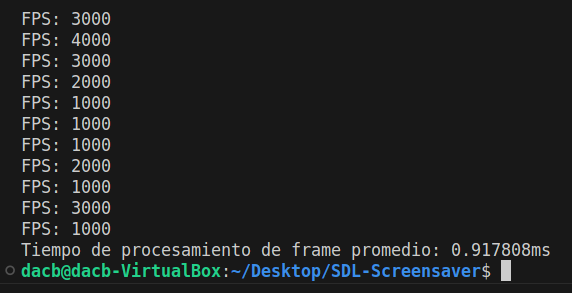 FPS: 3000
FPS: 4000
FPS: 3000
FPS: 2000
FPS: 1000
FPS: 1000
FPS: 1000
FPS: 2000
FPS: 1000
FPS: 3000
FPS: 1000
Tiempo de procesamiento de frame promedio: 0.917808ms
dacb@dacb-VirtualBox:~/Desktop/SDL-Screensaver$